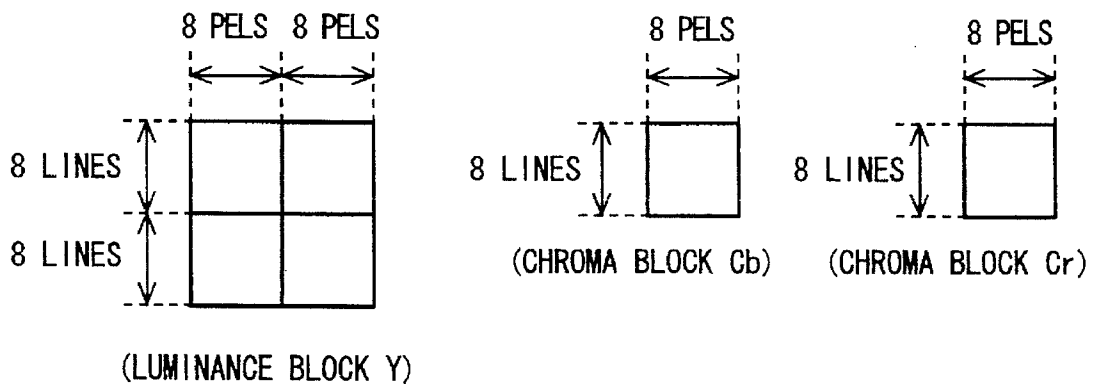 8 PELS 8 PELS
8 LINES
8 LINES
(LUMINANCE BLOCK Y)
8 PELS
8 LINES
(CHROMA BLOCK Cb)
8 PELS
8 LINES
(CHROMA BLOCK Cr)